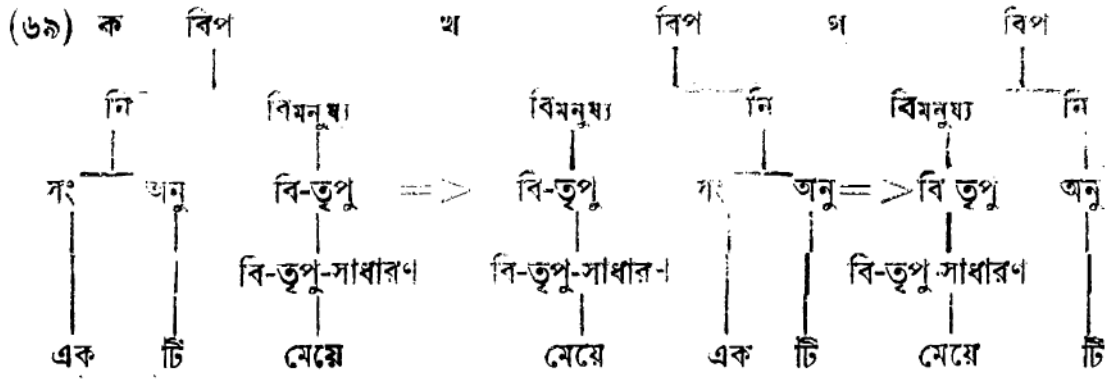 (৬৯) ক বিপ খ বিপ গ বিপ
নি বিমনুষ্য বিমনুষ্য নি বিমনুষ্য নি
সং অনু বি-তৃপু => বি-তৃপু সং অনু => বি তৃপু অনু
বি-তৃপু-সাধারণ বি-তৃপু-সাধারণ বি-তৃপু-সাধারণ
এক টি মেয়ে মেয়ে এক টি মেয়ে টি